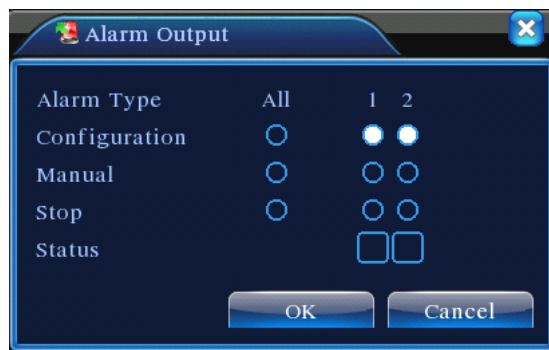 Alarm Output
Alarm Type All 1 2
Configuration
Manual
Stop
Status
OK Cancel